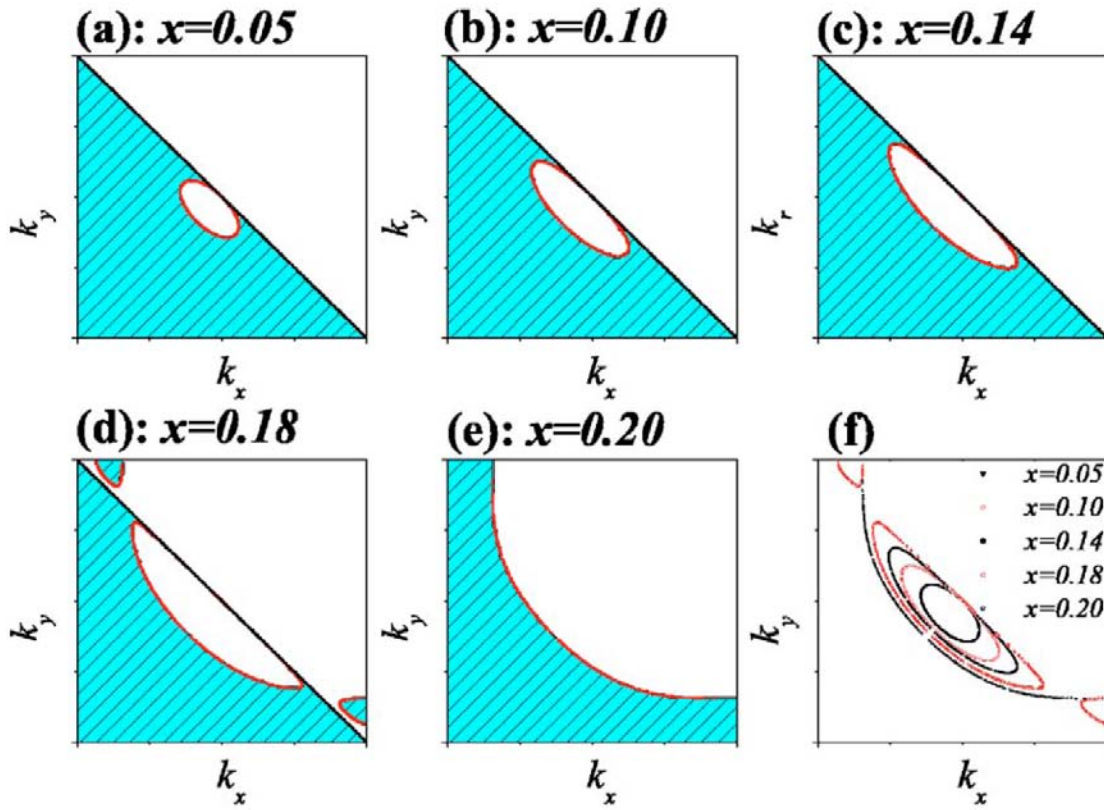 (a): x=0.05
(b): x=0.10
(c): x=0.14
k_y
k_y
k_r
k_x
k_x
k_x
(d): x=0.18
(e): x=0.20
(f)
x=0.05
x=0.10
x=0.14
x=0.18
x=0.20
k_y
k_y
k_y
k_x
k_x
k_x